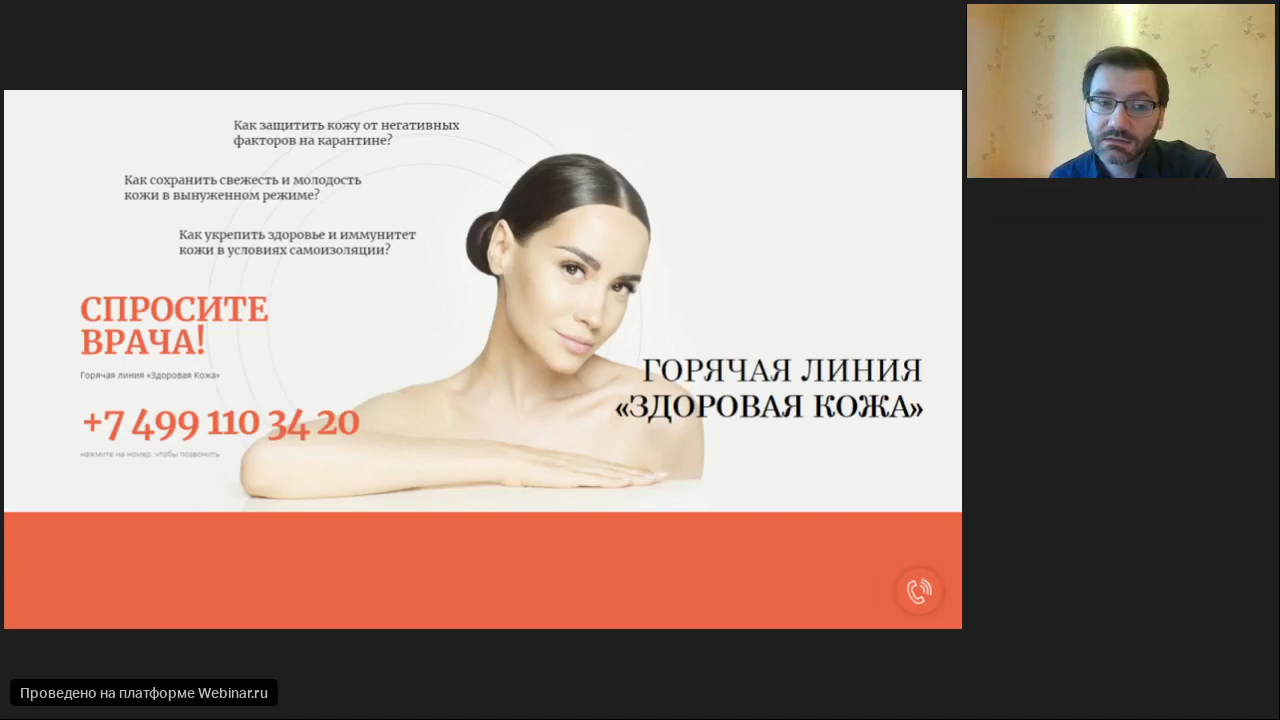 Как защитить кожу от негативных
факторов на карантине?
Как сохранить свежесть и молодость
кожи в вынуженном режиме?
Как укрепить здоровье и иммунитет
кожи в условиях самоизоляции?
СПРОСИТЕ
ВРАЧА!
Горячая линия «Здоровая Кожа»
+7 499 110 34 20
нажмите на номер, чтобы позвонить
ГОРЯЧАЯ ЛИНИЯ
«ЗДОРОВАЯ КОЖА»
Проведено на платформе Webinar.ru